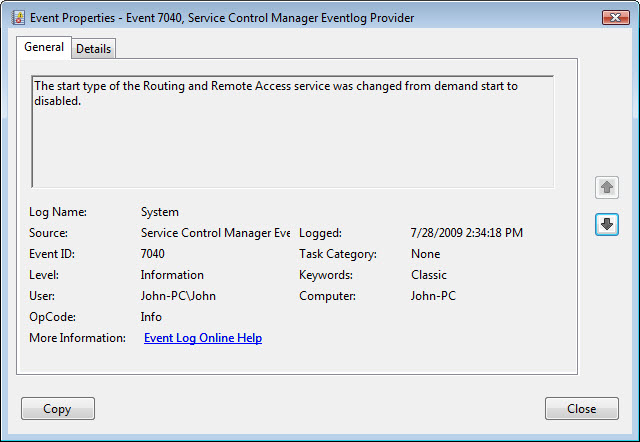 Event Properties - Event 7040, Service Control Manager Eventlog Provider
General Details
The start type of the Routing and Remote Access service was changed from demand start to
disabled.
Log Name: System
Source: Service Control Manager Eve Logged: 7/28/2009 2:34:18 PM
Event ID: 7040 Task Category: None
Level: Information Keywords: Classic
User: John-PC\John Computer: John-PC
OpCode: Info
More Information: Event Log Online Help
Copy Close